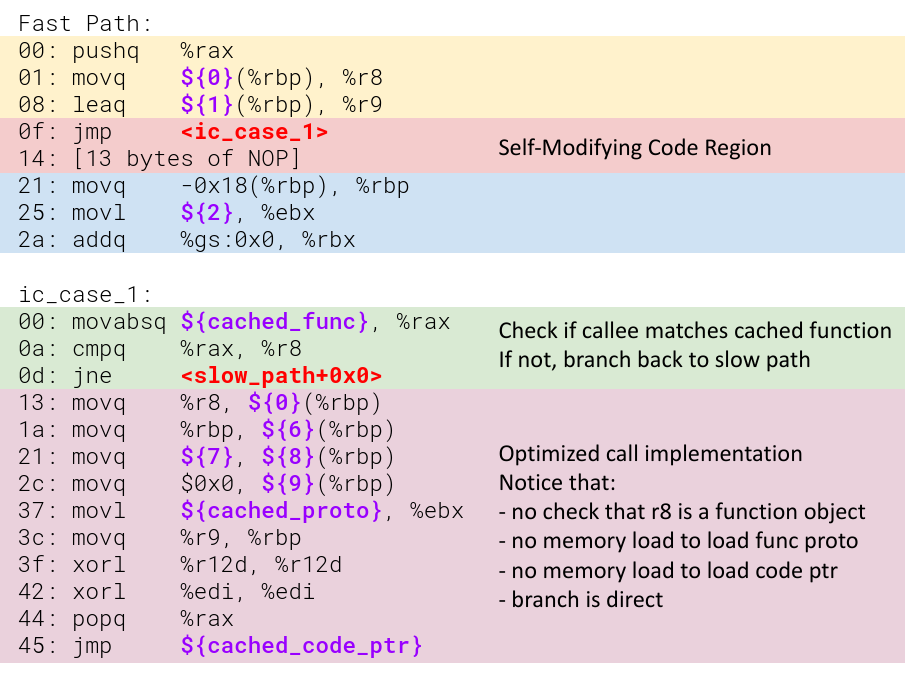 Fast Path:
00: pushq %rax
01: movq ${0}(%rbp), %r8
08: leaq ${1}(%rbp), %r9
0f: jmp <ic_case_1>
14: [13 bytes of NOP]
Self-Modifying Code Region
21: movq -0x18(%rbp), %rbp
25: movl ${2}, %ebx
2a: addq %gs:0x0, %rbx
ic_case_1:
00: movabsq ${cached_func}, %rax
0a: cmpq %rax, %r8
0d: jne <slow_path+0x0>
Check if callee matches cached function
If not, branch back to slow path
13: movq %r8, ${0}(%rbp)
1a: movq %rbp, ${6}(%rbp)
21: movq ${7}, ${8}(%rbp)
2c: movq $0x0, ${9}(%rbp)
37: movl ${cached_proto}, %ebx
3c: movq %r9, %rbp
3f: xorl %r12d, %r12d
42: xorl %edi, %edi
44: popq %rax
45: jmp ${cached_code_ptr}
Optimized call implementation
Notice that:
- no check that r8 is a function object
- no memory load to load func proto
- no memory load to load code ptr
- branch is direct